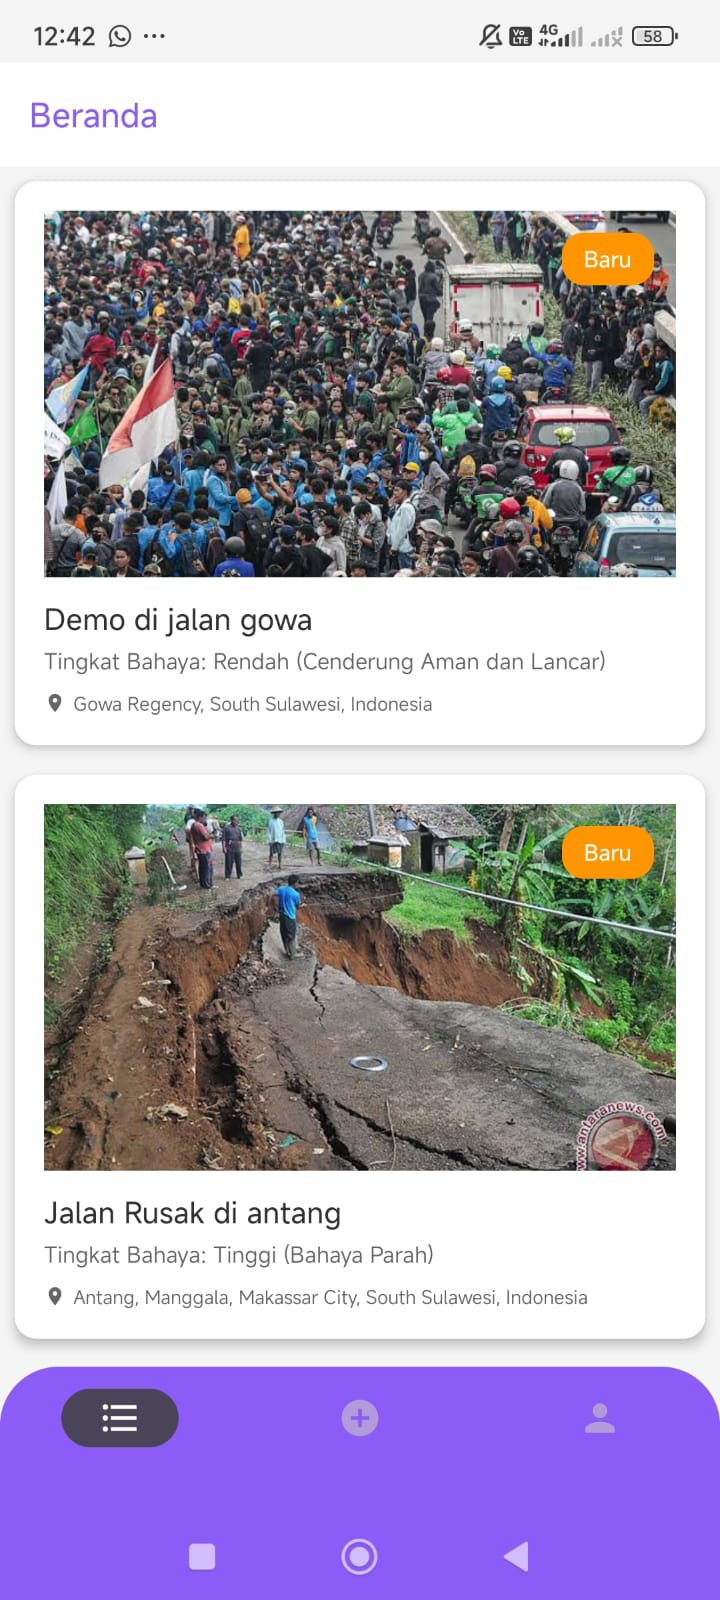 12:42
Vo LTE 4G 58
Beranda
Baru
Demo di jalan gowa
Tingkat Bahaya: Rendah (Cenderung Aman dan Lancar)
Gowa Regency, South Sulawesi, Indonesia
Baru
www.antaranews.com
Jalan Rusak di antang
Tingkat Bahaya: Tinggi (Bahaya Parah)
Antang, Manggala, Makassar City, South Sulawesi, Indonesia